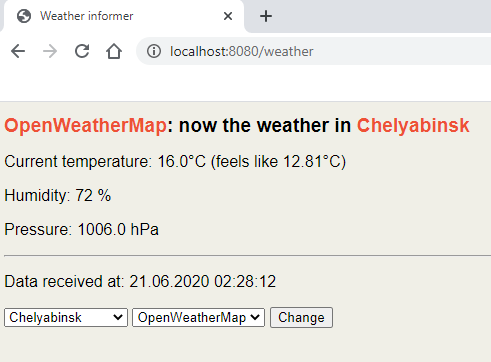 Weather informer
localhost:8080/weather
OpenWeatherMap: now the weather in Chelyabinsk
Current temperature: 16.0°C (feels like 12.81°C)
Humidity: 72 %
Pressure: 1006.0 hPa
Data received at: 21.06.2020 02:28:12
Chelyabinsk OpenWeatherMap Change